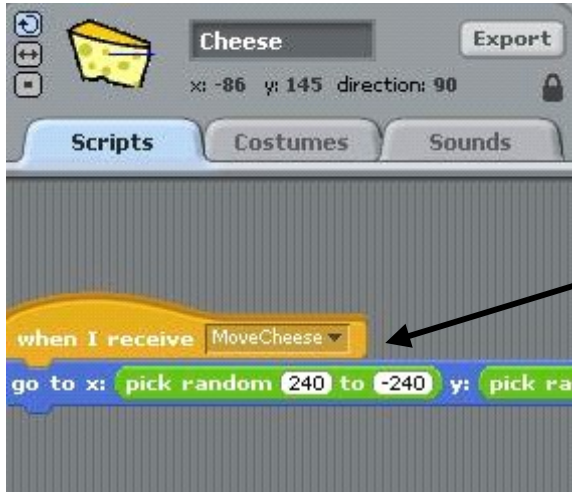 Cheese Export
x: -86 y: 145 direction: 90
Scripts Costumes Sounds
when I receive MoveCheese
go to x: pick random 240 to -240 y: pick